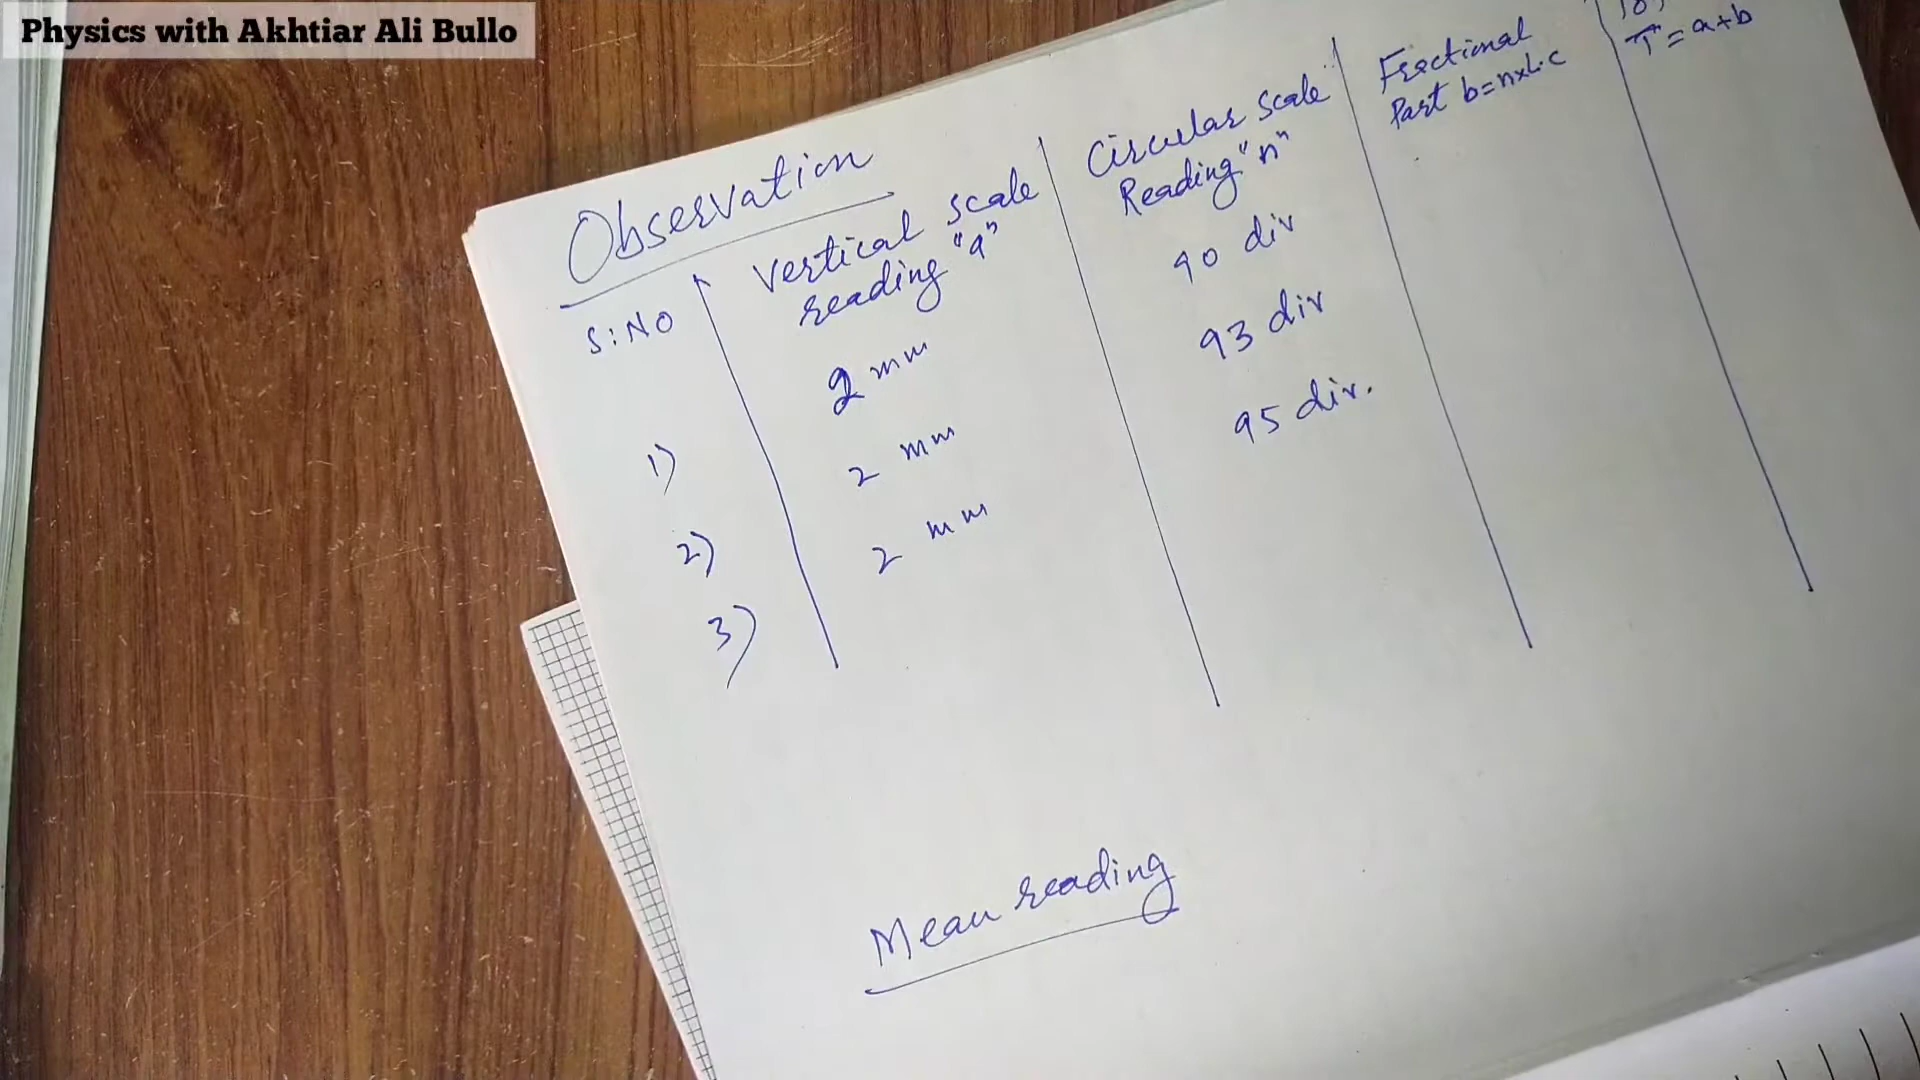 Physics with Akhtiar Ali Bullo
Observation
S:NO
Vertical Scale
reading "a"
Circular Scale
Reading "n"
Fractional
Part b=n×L.C
T = a+b
1)
2 mm
90 div
2)
2 mm
93 div
3)
2 mm
95 div.
Mean reading